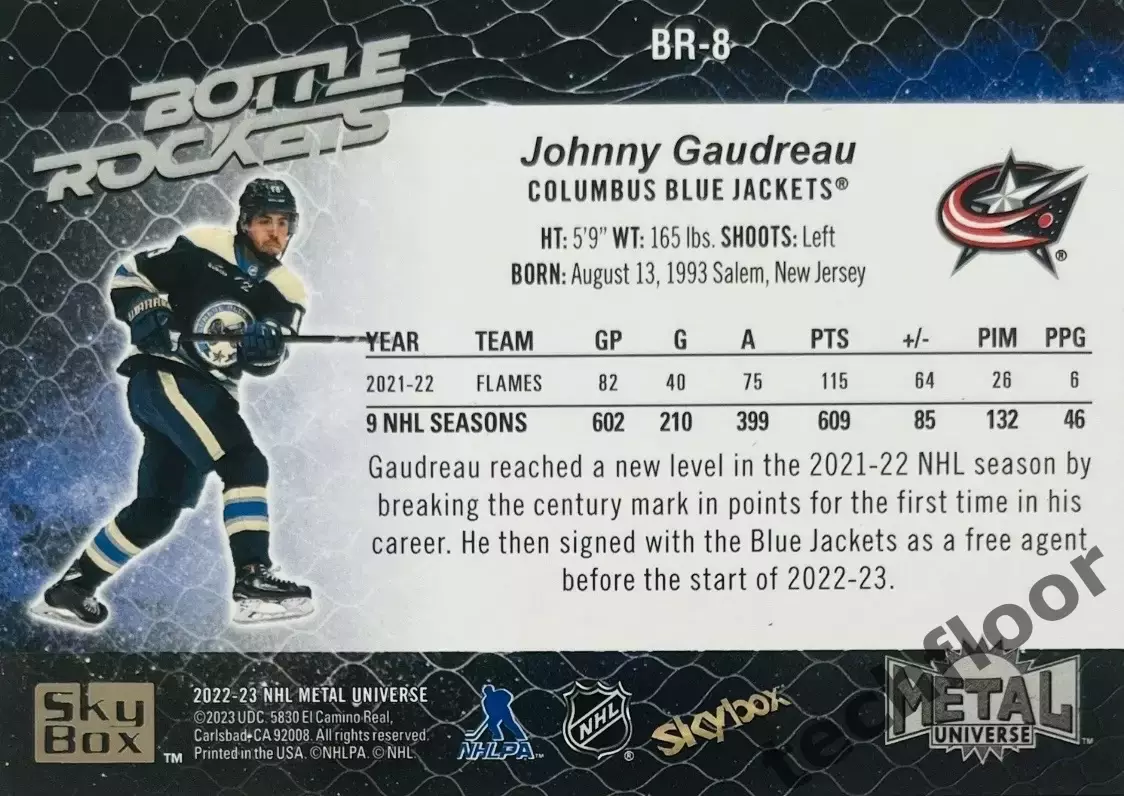 BR-8
BOTTLE
ROCKETS
Johnny Gaudreau
COLUMBUS BLUE JACKETS®
HT: 5'9" WT: 165 lbs. SHOOTS: Left
BORN: August 13, 1993 Salem, New Jersey
YEAR TEAM GP G A PTS +/- PIM PPG
2021-22 FLAMES 82 40 75 115 64 26 6
9 NHL SEASONS 602 210 399 609 85 132 46
Gaudreau reached a new level in the 2021-22 NHL season by
breaking the century mark in points for the first time in his
career. He then signed with the Blue Jackets as a free agent
before the start of 2022-23.
Sky
Box ™
2022-23 NHL METAL UNIVERSE
©2023 UDC. 5830 El Camino Real,
Carlsbad, CA 92008. All rights reserved.
Printed in the USA. ©NHLPA. ©NHL.
NHLPA™
NHL ®
skybox
METAL
UNIVERSE ™
techfloor